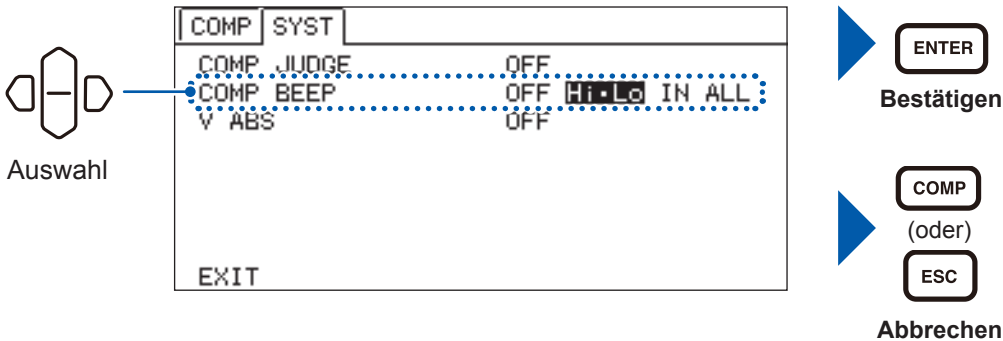 COMP SYST
COMP JUDGE OFF
COMP BEEP OFF Hi•Lo IN ALL
V ABS OFF
EXIT
Auswahl
ENTER
Bestätigen
COMP
(oder)
ESC
Abbrechen